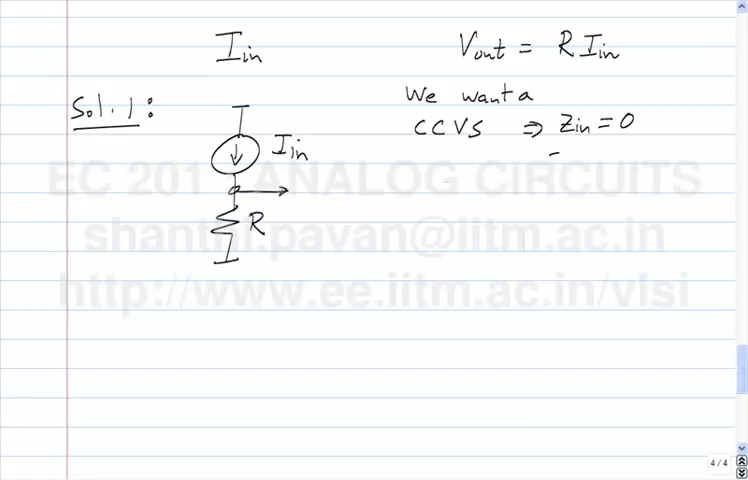 Iin
Vout = R Iin
Sol. 1 :
We want a
CCVS ⇒ Zin = 0
Iin
R
EC 201 ANALOG CIRCUITS
shanthi.pavan@iitm.ac.in
http://www.ee.iitm.ac.in/vlsi
4/4